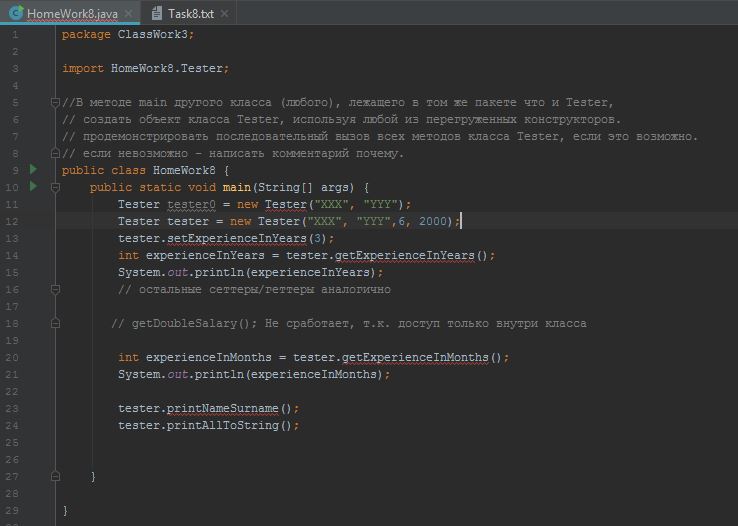 HomeWork8.java × Task8.txt ×
1 package ClassWork3;
2
3 import HomeWork8.Tester;
4
5 //В методе main другого класса (любого), лежащего в том же пакете что и Tester,
6 // создать объект класса Tester, используя любой из перегруженных конструкторов.
7 // продемонстрировать последовательный вызов всех методов класса Tester, если это возможно.
8 // если невозможно - написать комментарий почему.
9 public class HomeWork8 {
10 public static void main(String[] args) {
11 Tester tester0 = new Tester("XXX", "YYY");
12 Tester tester = new Tester("XXX", "YYY",6, 2000);
13 tester.setExperienceInYears(3);
14 int experienceInYears = tester.getExperienceInYears();
15 System.out.println(experienceInYears);
16 // остальные сеттеры/геттеры аналогично
17
18 // getDoubleSalary(); Не сработает, т.к. доступ только внутри класса
19
20 int experienceInMonths = tester.getExperienceInMonths();
21 System.out.println(experienceInMonths);
22
23 tester.printNameSurname();
24 tester.printAllToString();
25
26
27 }
28
29 }